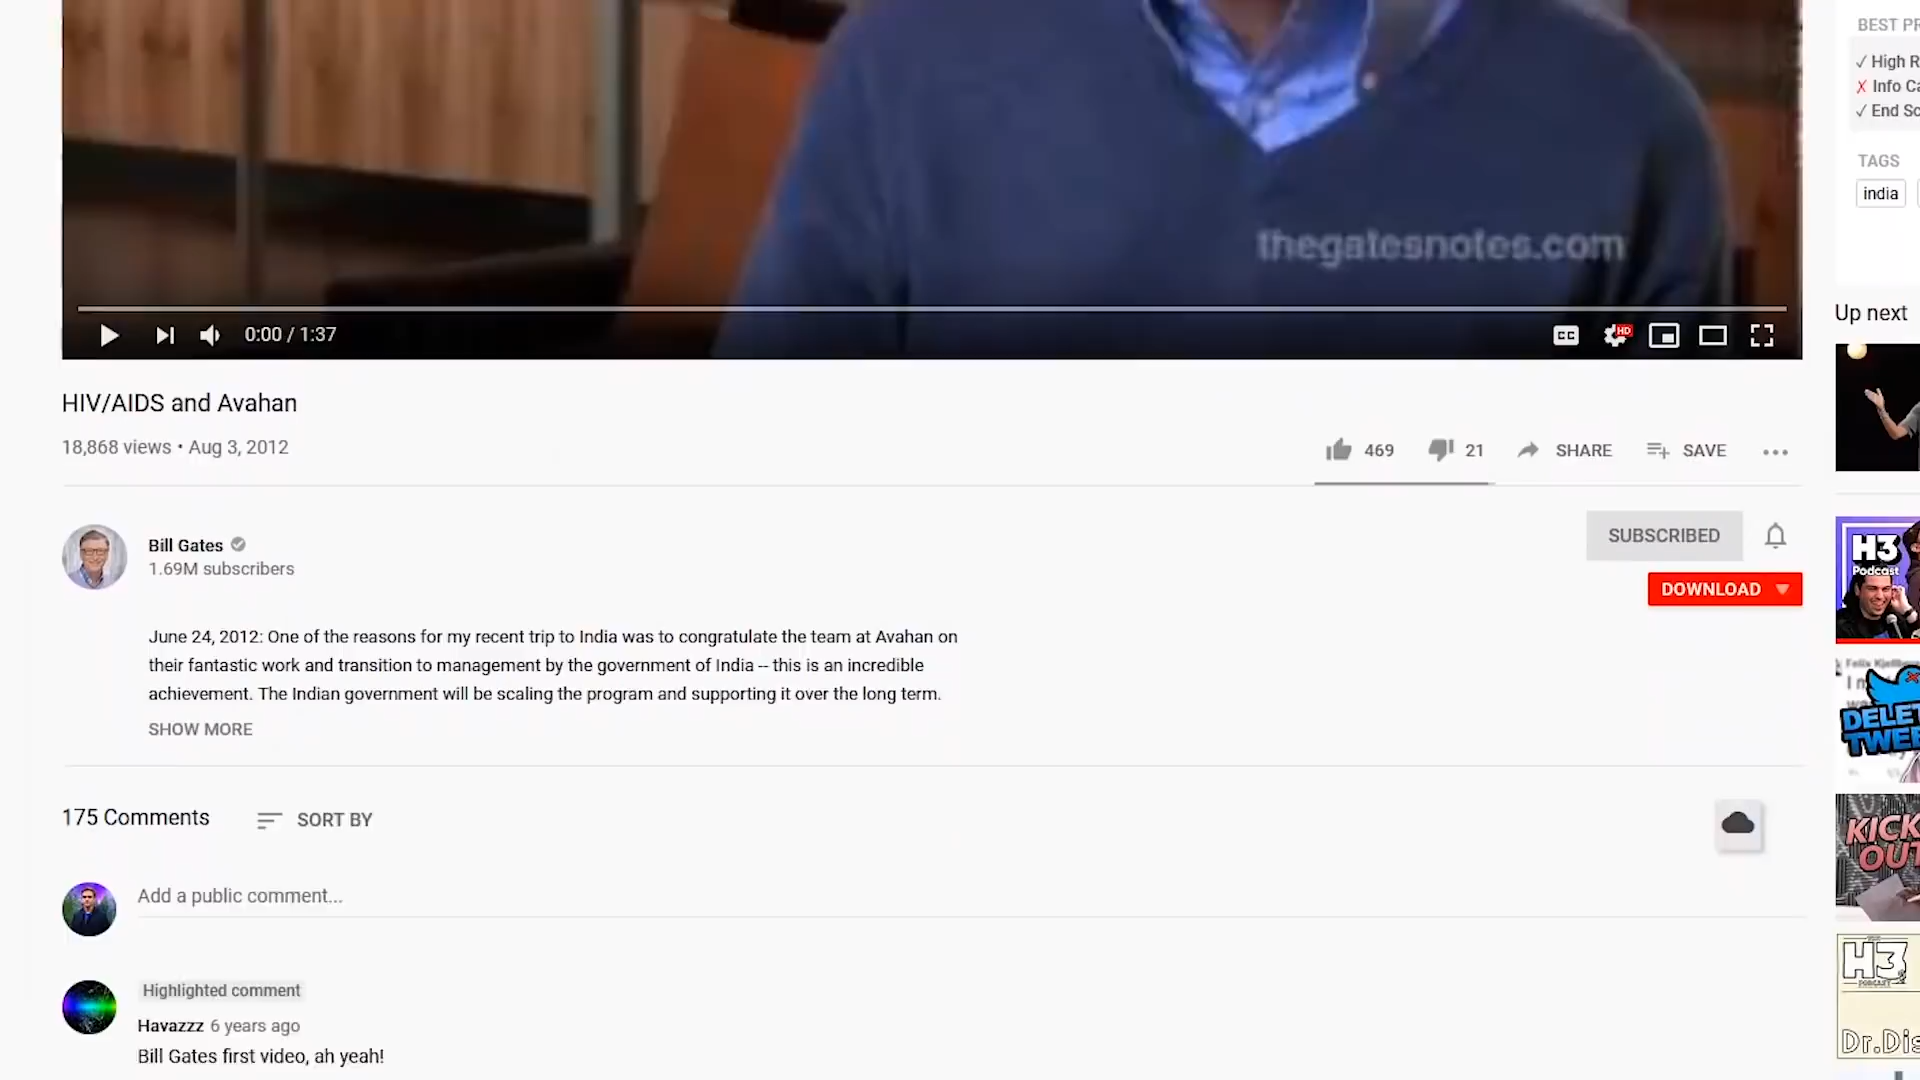 thegatesnotes.com
0:00 / 1:37
CC
HD
HIV/AIDS and Avahan
18,868 views • Aug 3, 2012
469
21
SHARE
SAVE
Bill Gates
1.69M subscribers
SUBSCRIBED
DOWNLOAD
June 24, 2012: One of the reasons for my recent trip to India was to congratulate the team at Avahan on
their fantastic work and transition to management by the government of India -- this is an incredible
achievement. The Indian government will be scaling the program and supporting it over the long term.
SHOW MORE
175 Comments
SORT BY
Add a public comment...
Highlighted comment
Havazzz 6 years ago
Bill Gates first video, ah yeah!
BEST PR
✓ High R
X Info Ca
✓ End Sc
TAGS
india
Up next
H3
Podcast
DELET
TWEE
KICK
OUT
H3
PODCAST
Dr.Dis